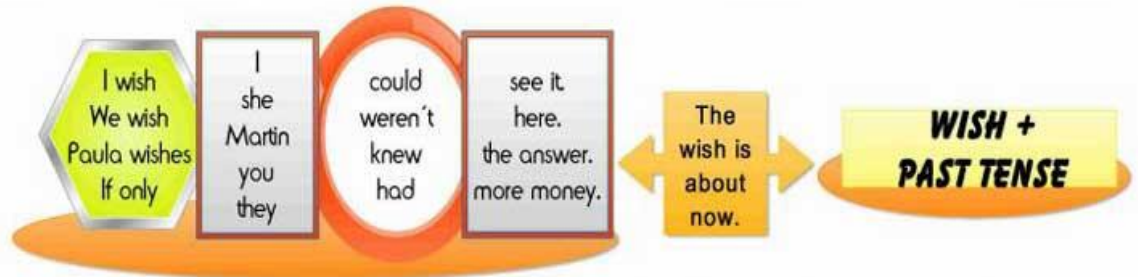 I wish
We wish
Paula wishes
If only
I
she
Martin
you
they
could
weren´t
knew
had
see it.
here.
the answer.
more money.
The
wish is
about
now.
WISH +
PAST TENSE